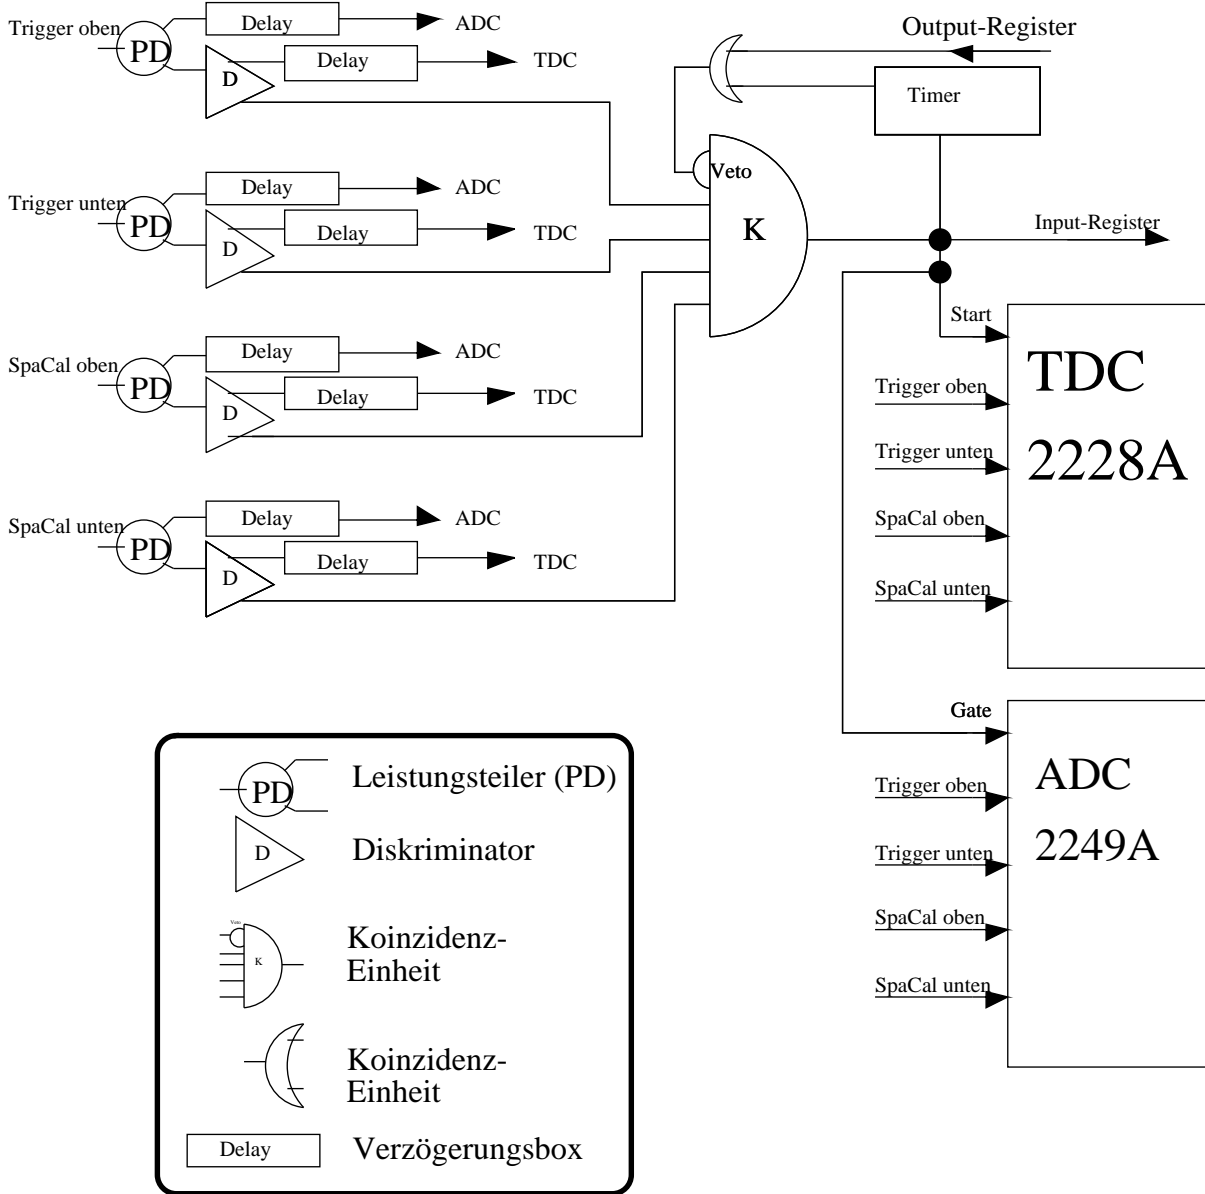 Trigger oben
PD
Delay
ADC
D
Delay
TDC
Output-Register
Timer
Veto
K
Input-Register
Trigger unten
PD
Delay
ADC
D
Delay
TDC
SpaCal oben
PD
Delay
ADC
D
Delay
TDC
SpaCal unten
PD
Delay
ADC
D
Delay
TDC
Start
TDC
2228A
Trigger oben
Trigger unten
SpaCal oben
SpaCal unten
Gate
ADC
2249A
Trigger oben
Trigger unten
SpaCal oben
SpaCal unten
PD
Leistungsteiler (PD)
D
Diskriminator
Veto
K
Koinzidenz-
Einheit
Koinzidenz-
Einheit
Delay
Verzögerungsbox